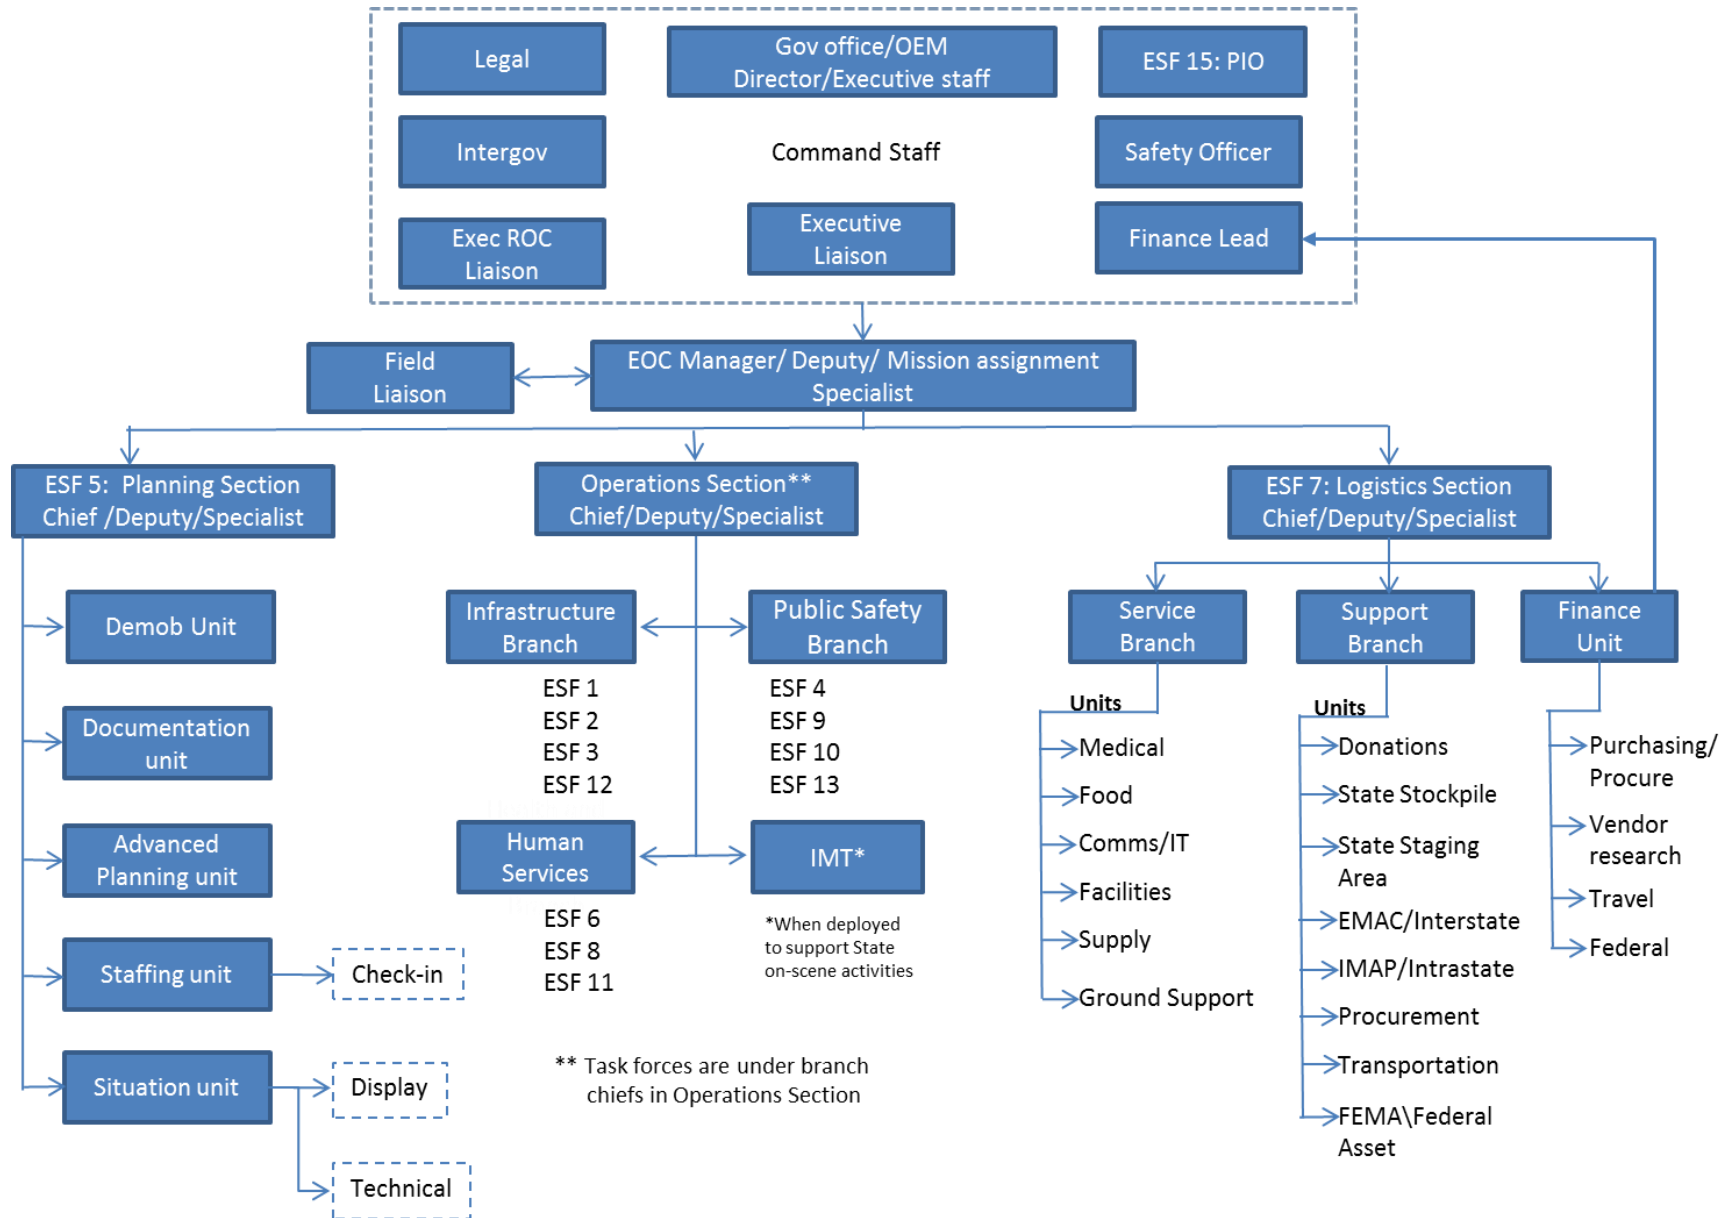 Legal
Gov office/OEM
Director/Executive staff
ESF 15: PIO
Intergov
Command Staff
Safety Officer
Exec ROC
Liaison
Executive
Liaison
Finance Lead
Field
Liaison
EOC Manager/ Deputy/ Mission assignment
Specialist
ESF 5:  Planning Section
Chief /Deputy/Specialist
Operations Section**
Chief/Deputy/Specialist
ESF 7: Logistics Section
Chief/Deputy/Specialist
Demob Unit
Documentation
unit
Advanced
Planning unit
Staffing unit
Check-in
Situation unit
Display
Technical
Infrastructure
Branch
ESF 1
ESF 2
ESF 3
ESF 12
Public Safety
Branch
ESF 4
ESF 9
ESF 10
ESF 13
Human
Services
ESF 6
ESF 8
ESF 11
IMT*
*When deployed
to support State
on-scene activities
** Task forces are under branch
chiefs in Operations Section
Service
Branch
Units
Medical
Food
Comms/IT
Facilities
Supply
Ground Support
Support
Branch
Units
Donations
State Stockpile
State Staging
Area
EMAC/Interstate
IMAP/Intrastate
Procurement
Transportation
FEMA\Federal
Asset
Finance
Unit
Purchasing/
Procure
Vendor
research
Travel
Federal